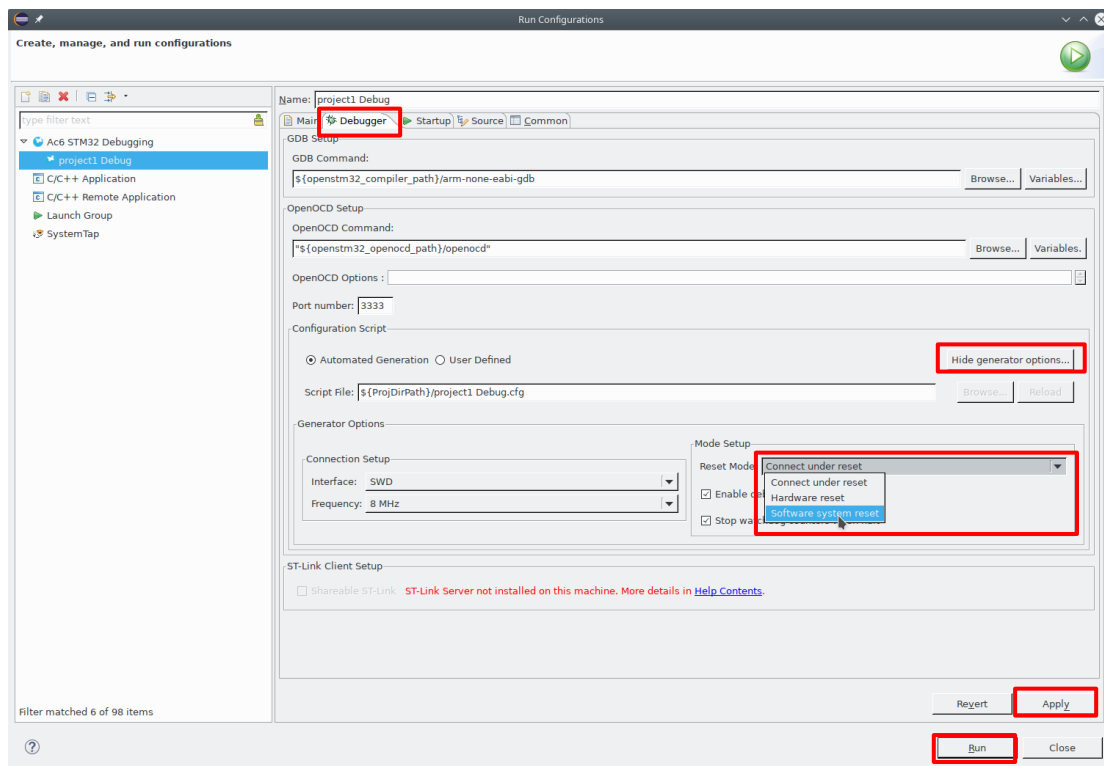 Run Configurations
Create, manage, and run configurations
type filter text
Ac6 STM32 Debugging
project1 Debug
C/C++ Application
C/C++ Remote Application
Launch Group
SystemTap
Filter matched 6 of 98 items
Name: project1 Debug
Main Debugger Startup Source Common
GDB Setup
GDB Command:
${openstm32_compiler_path}/arm-none-eabi-gdb Browse... Variables...
OpenOCD Setup
OpenOCD Command:
"${openstm32_openocd_path}/openocd" Browse... Variables.
OpenOCD Options :
Port number: 3333
Configuration Script
Automated Generation User Defined Hide generator options...
Script File: ${ProjDirPath}/project1 Debug.cfg Browse... Reload
Generator Options
Connection Setup
Interface: SWD
Frequency: 8 MHz
Mode Setup
Reset Mode Connect under reset
Connect under reset
Hardware reset
Software system reset
Enable
Stop
ST-Link Client Setup
Shareable ST-Link ST-Link Server not installed on this machine. More details in Help Contents.
Revert Apply
? Run Close